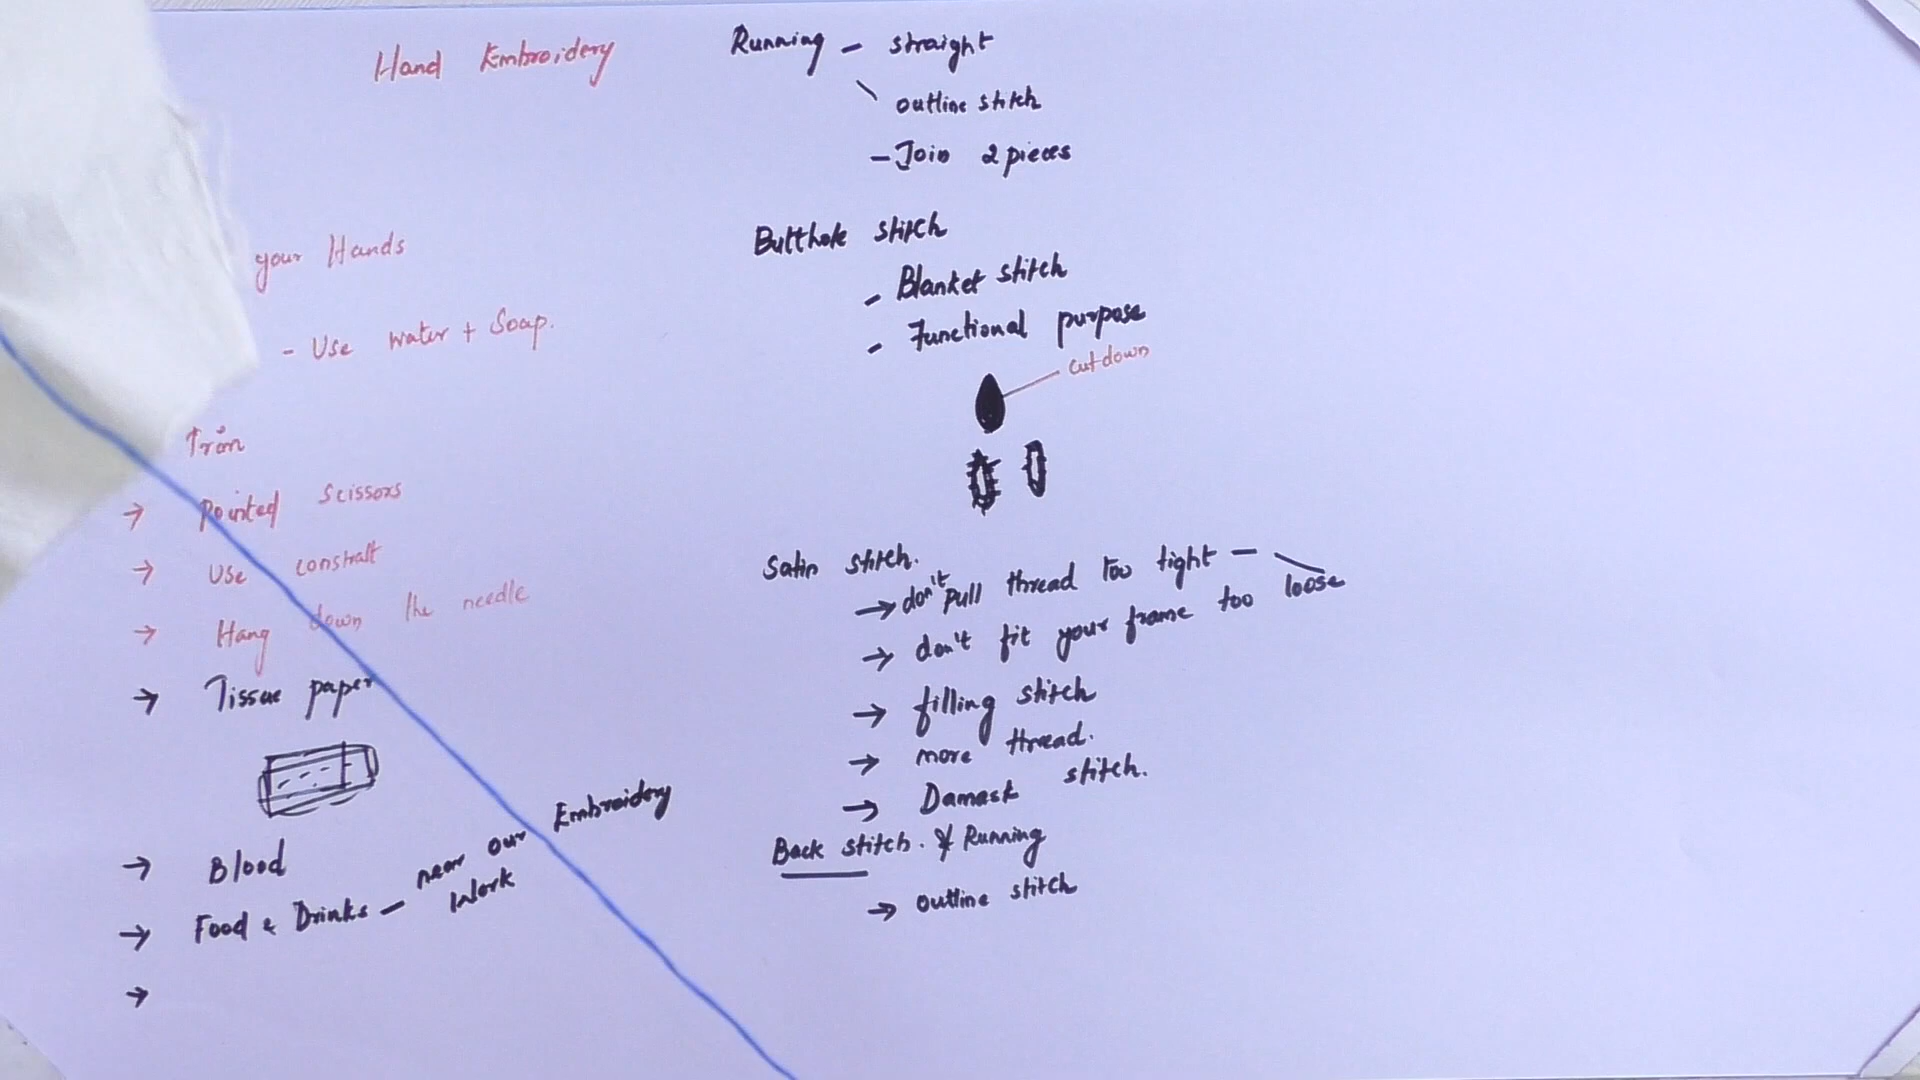 Hand Embroidery
your Hands
- Use water + Soap.
Iron
→ Pointed scissors
→ Use constralt
→ Hang down the needle
→ Tissue paper
→ Blood
→ Food & Drinks - near our Embroidery
work
→
Running - straight
outline stitch
- Join 2 pieces
stitch
- Blanket stitch
- Functional purpose
cut down
Satin stitch.
→ don't pull thread too tight -
→ don't fit your frame too loose
→ filling stitch
→ more thread.
→ Damask stitch.
Back stitch. & Running
→ outline stitch